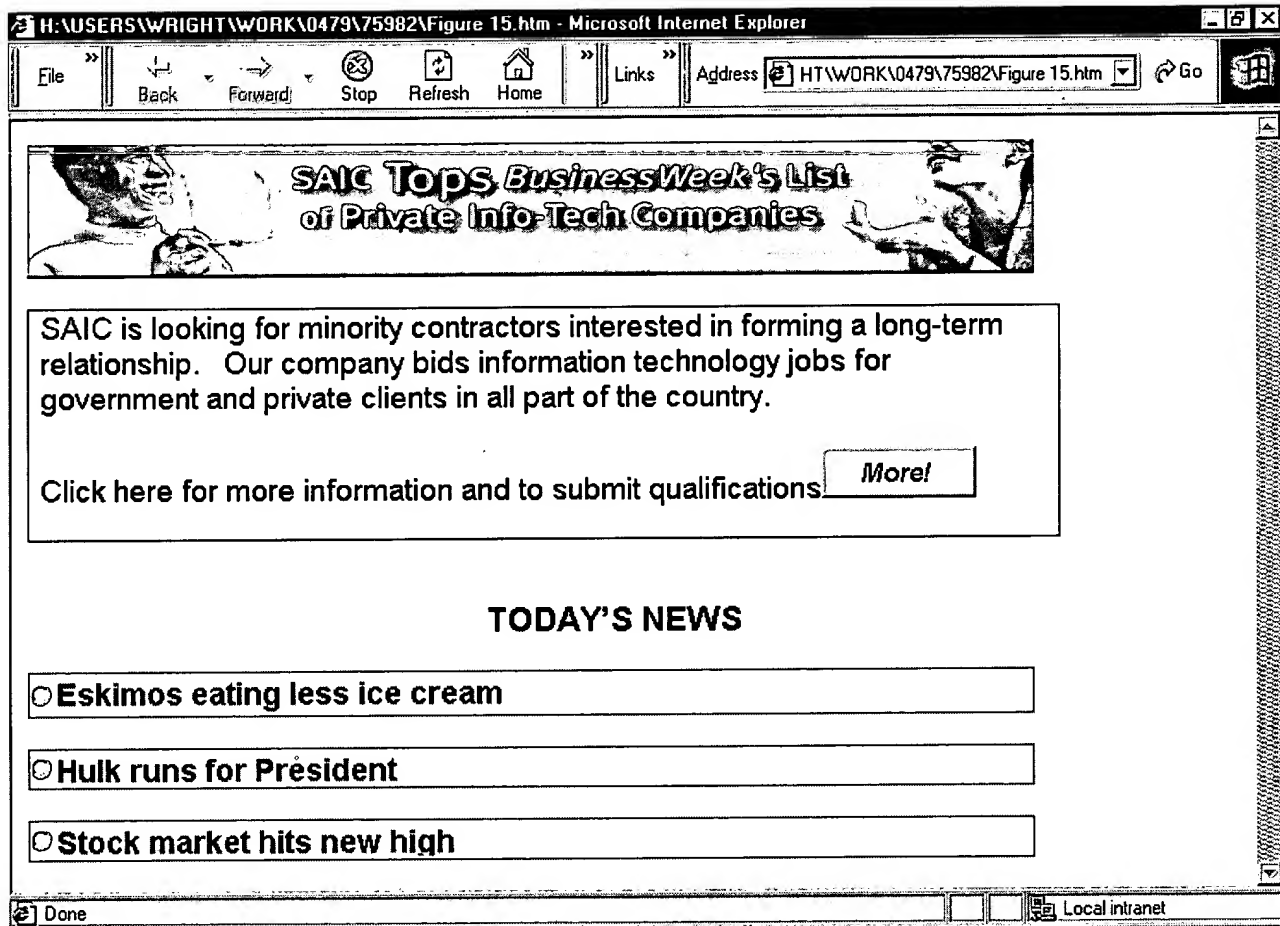 H:\USERS\WRIGHT\WORK\0479\75982\Figure 15.htm - Microsoft Internet Explorer
File » Back Forward Stop Refresh Home » Links » Address HT\WORK\0479\75982\Figure 15.htm Go
SAIC Tops BusinessWeek's List
of Private Info-Tech Companies
SAIC is looking for minority contractors interested in forming a long-term
relationship. Our company bids information technology jobs for
government and private clients in all part of the country.
Click here for more information and to submit qualifications. More!
TODAY'S NEWS
Eskimos eating less ice cream
Hulk runs for President
Stock market hits new high
Done Local intranet